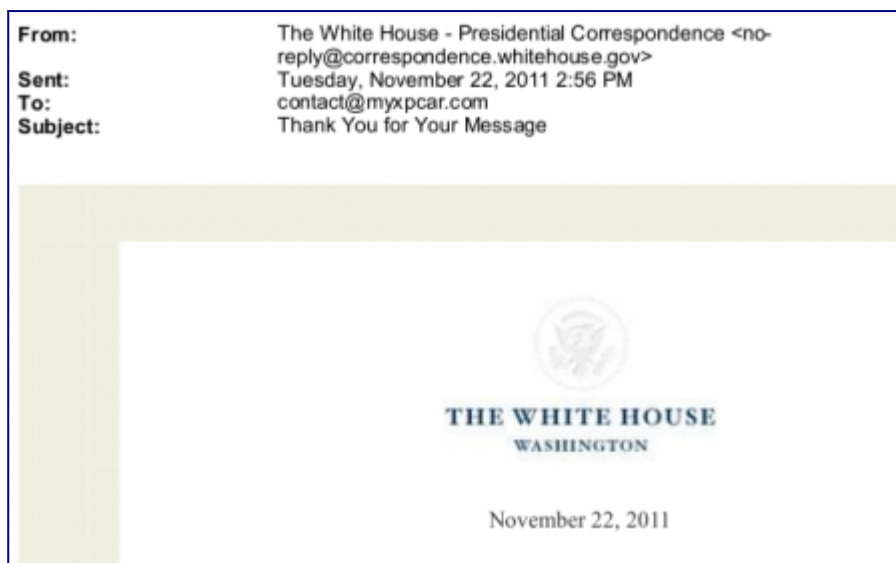 From: The White House - Presidential Correspondence <no-
reply@correspondence.whitehouse.gov>
Sent: Tuesday, November 22, 2011 2:56 PM
To: contact@myxpcar.com
Subject: Thank You for Your Message
THE WHITE HOUSE
WASHINGTON
November 22, 2011